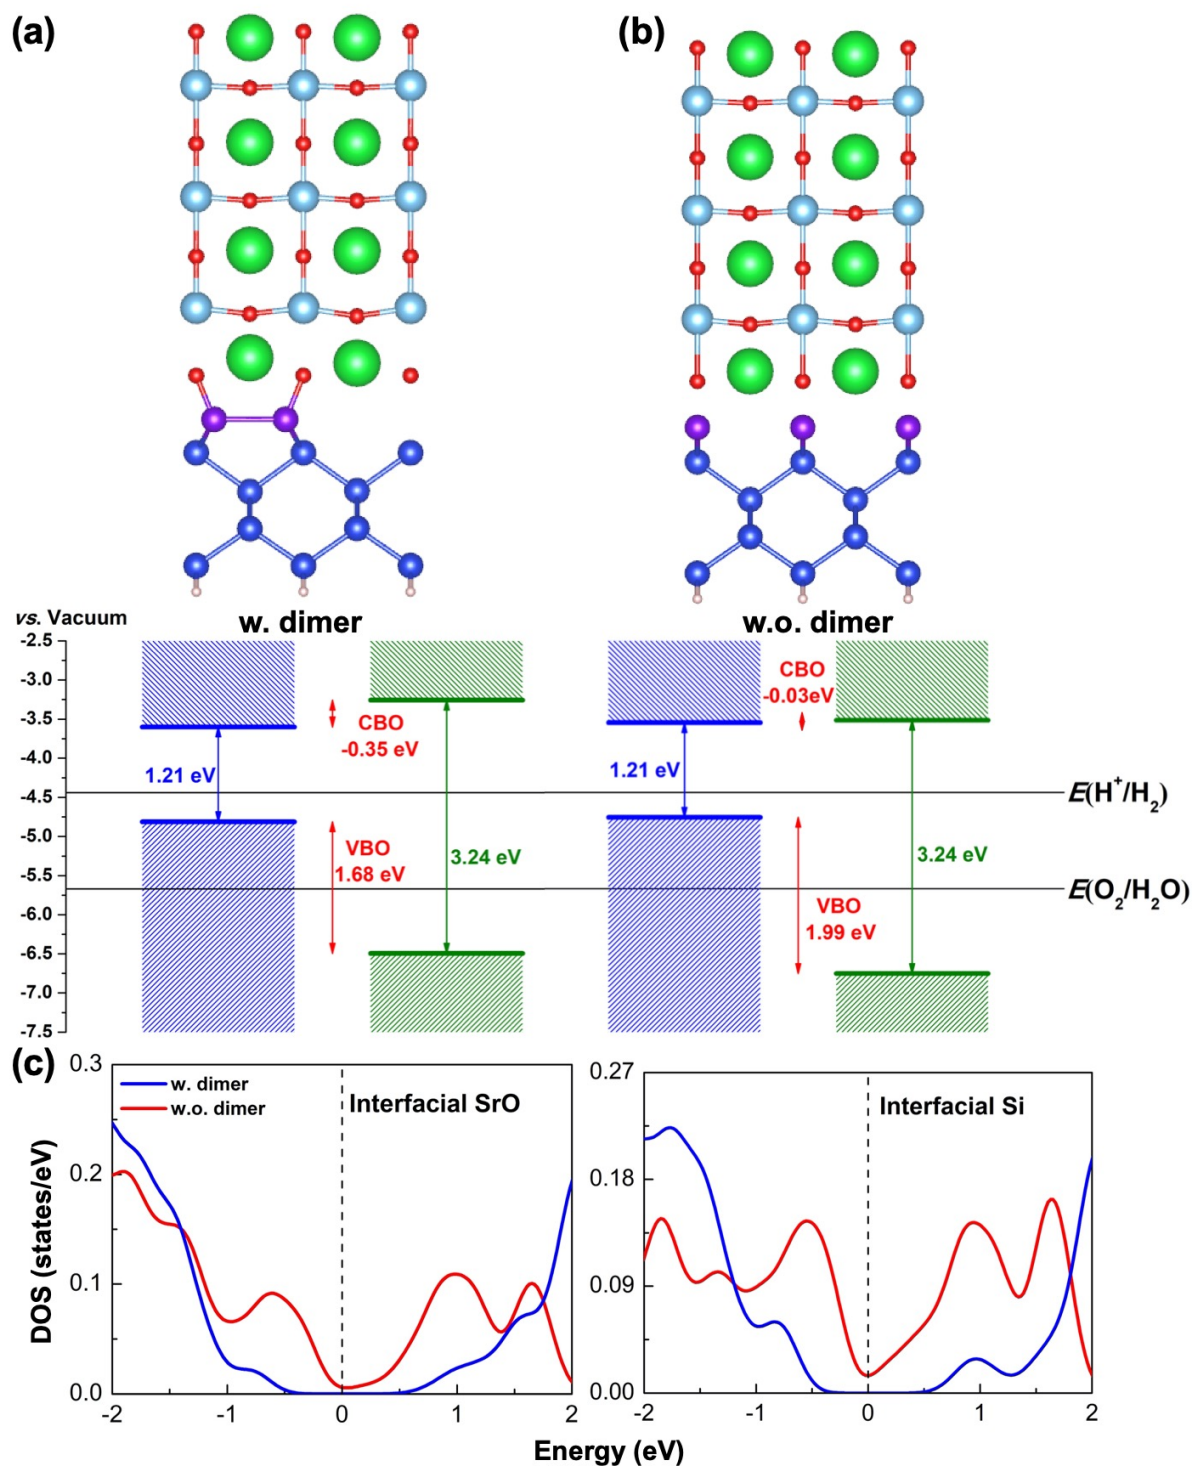 (a)
(b)
vs. Vacuum
w. dimer
w.o. dimer
-2.5
-3.0
-3.5
-4.0
-4.5
-5.0
-5.5
-6.0
-6.5
-7.0
-7.5
1.21 eV
CBO
-0.35 eV
VBO
1.68 eV
3.24 eV
1.21 eV
CBO
-0.03eV
VBO
1.99 eV
3.24 eV
E(H⁺/H₂)
E(O₂/H₂O)
(c)
DOS (states/eV)
0.3
0.2
0.1
0.0
w. dimer
w.o. dimer
Interfacial SrO
-2
-1
0
1
2
0.27
0.18
0.09
0.00
Interfacial Si
-2
-1
0
1
2
Energy (eV)